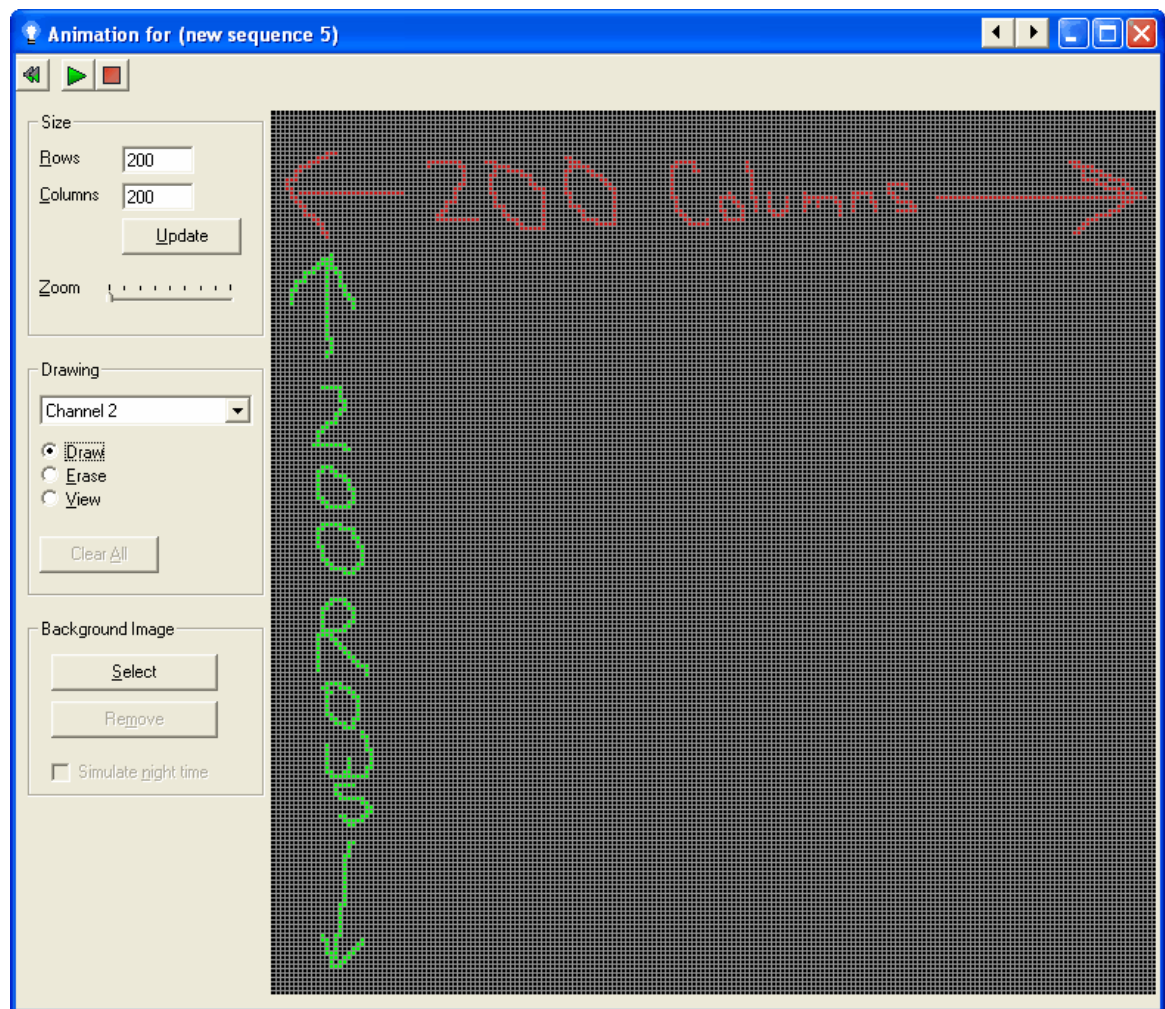 Animation for (new sequence 5)
Size
Rows 200
Columns 200
Update
Zoom
Drawing
Channel 2
Draw
Erase
View
Clear All
Background Image
Select
Remove
Simulate night time
200 Columns
200 ROWS